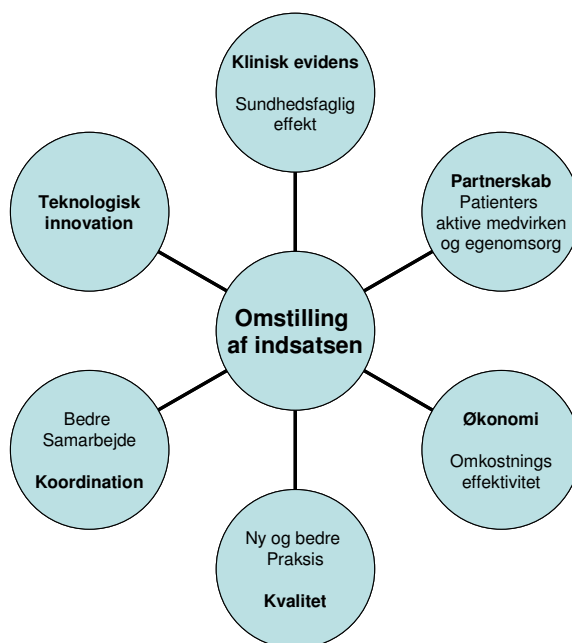 Klinisk evidens
Sundhedsfaglig
effekt
Teknologisk
innovation
Partnerskab
Patienters
aktive medvirken
og egenomsorg
Omstilling
af indsatsen
Bedre
Samarbejde
Koordination
Økonomi
Omkostnings
effektivitet
Ny og bedre
Praksis
Kvalitet